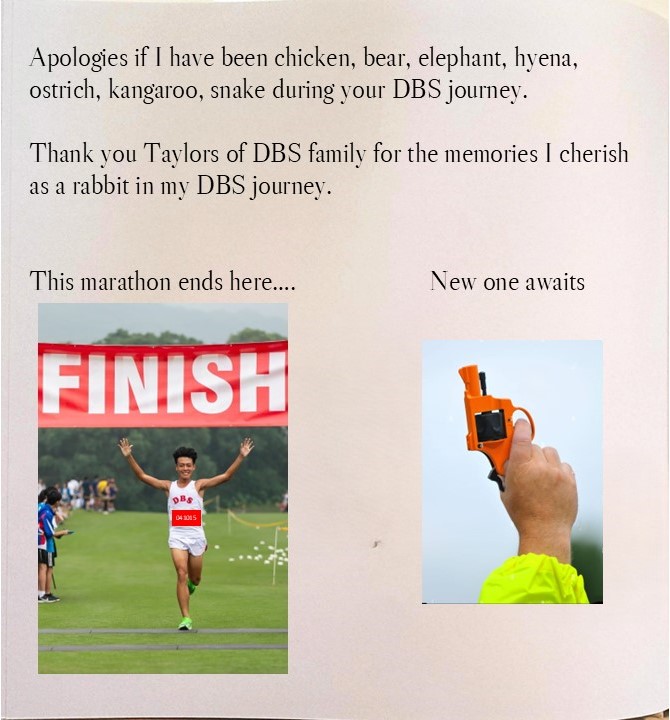 Apologies if I have been chicken, bear, elephant, hyena,
ostrich, kangaroo, snake during your DBS journey.
Thank you Taylors of DBS family for the memories I cherish
as a rabbit in my DBS journey.
This marathon ends here....
New one awaits
FINISH
DBS
041015